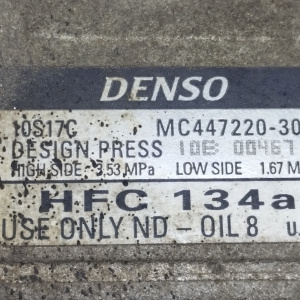 DENSO
10S17C MC447220-30
DESIGN PRESS 10E 00467
HIGH SIDE 3.53 MPa LOW SIDE 1.67 M
HFC 134a
USE ONLY ND-OIL 8 U